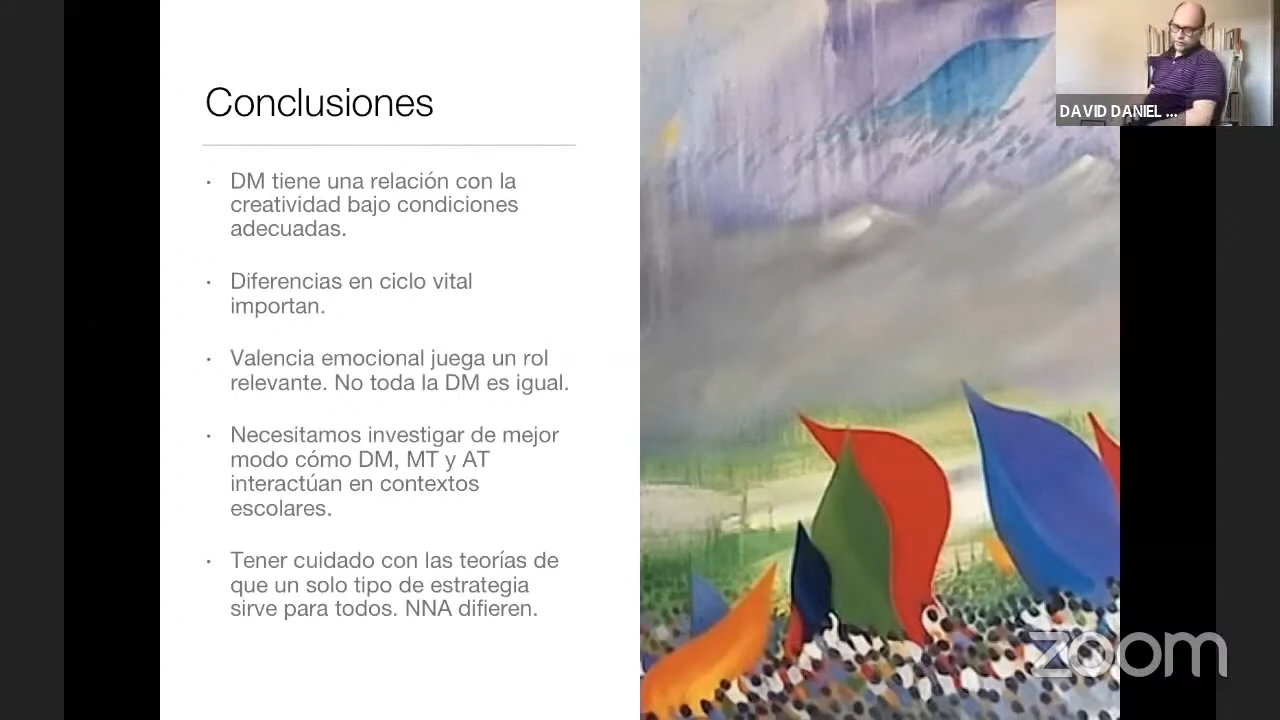 Conclusiones
· DM tiene una relación con la
creatividad bajo condiciones
adecuadas.
· Diferencias en ciclo vital
importan.
· Valencia emocional juega un rol
relevante. No toda la DM es igual.
· Necesitamos investigar de mejor
modo cómo DM, MT y AT
interactúan en contextos
escolares.
· Tener cuidado con las teorías de
que un solo tipo de estrategia
sirve para todos. NNA difieren.
DAVID DANIEL ...
zoom